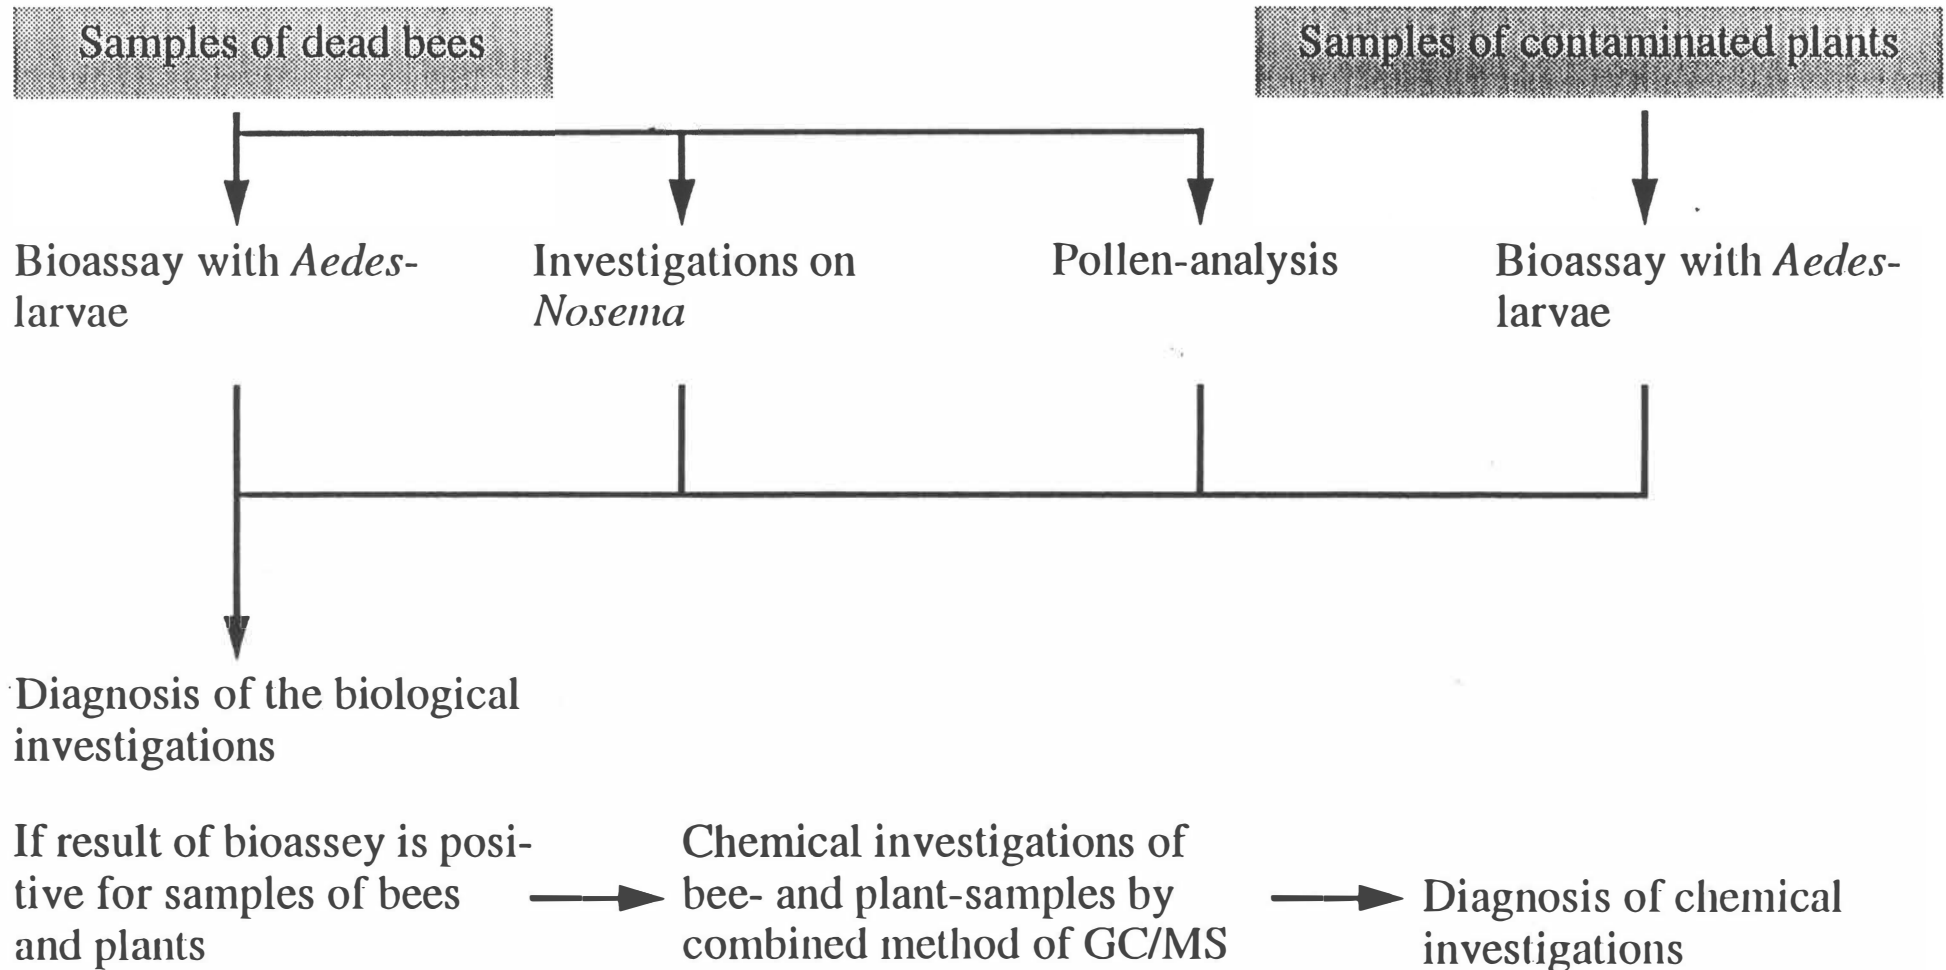 Samples of dead bees
Samples of contaminated plants
Bioassay with Aedes-
larvae
Investigations on
Nosema
Pollen-analysis
Bioassay with Aedes-
larvae
Diagnosis of the biological
investigations
If result of bioassey is posi-
tive for samples of bees
and plants
Chemical investigations of
bee- and plant-samples by
combined method of GC/MS
Diagnosis of chemical
investigations